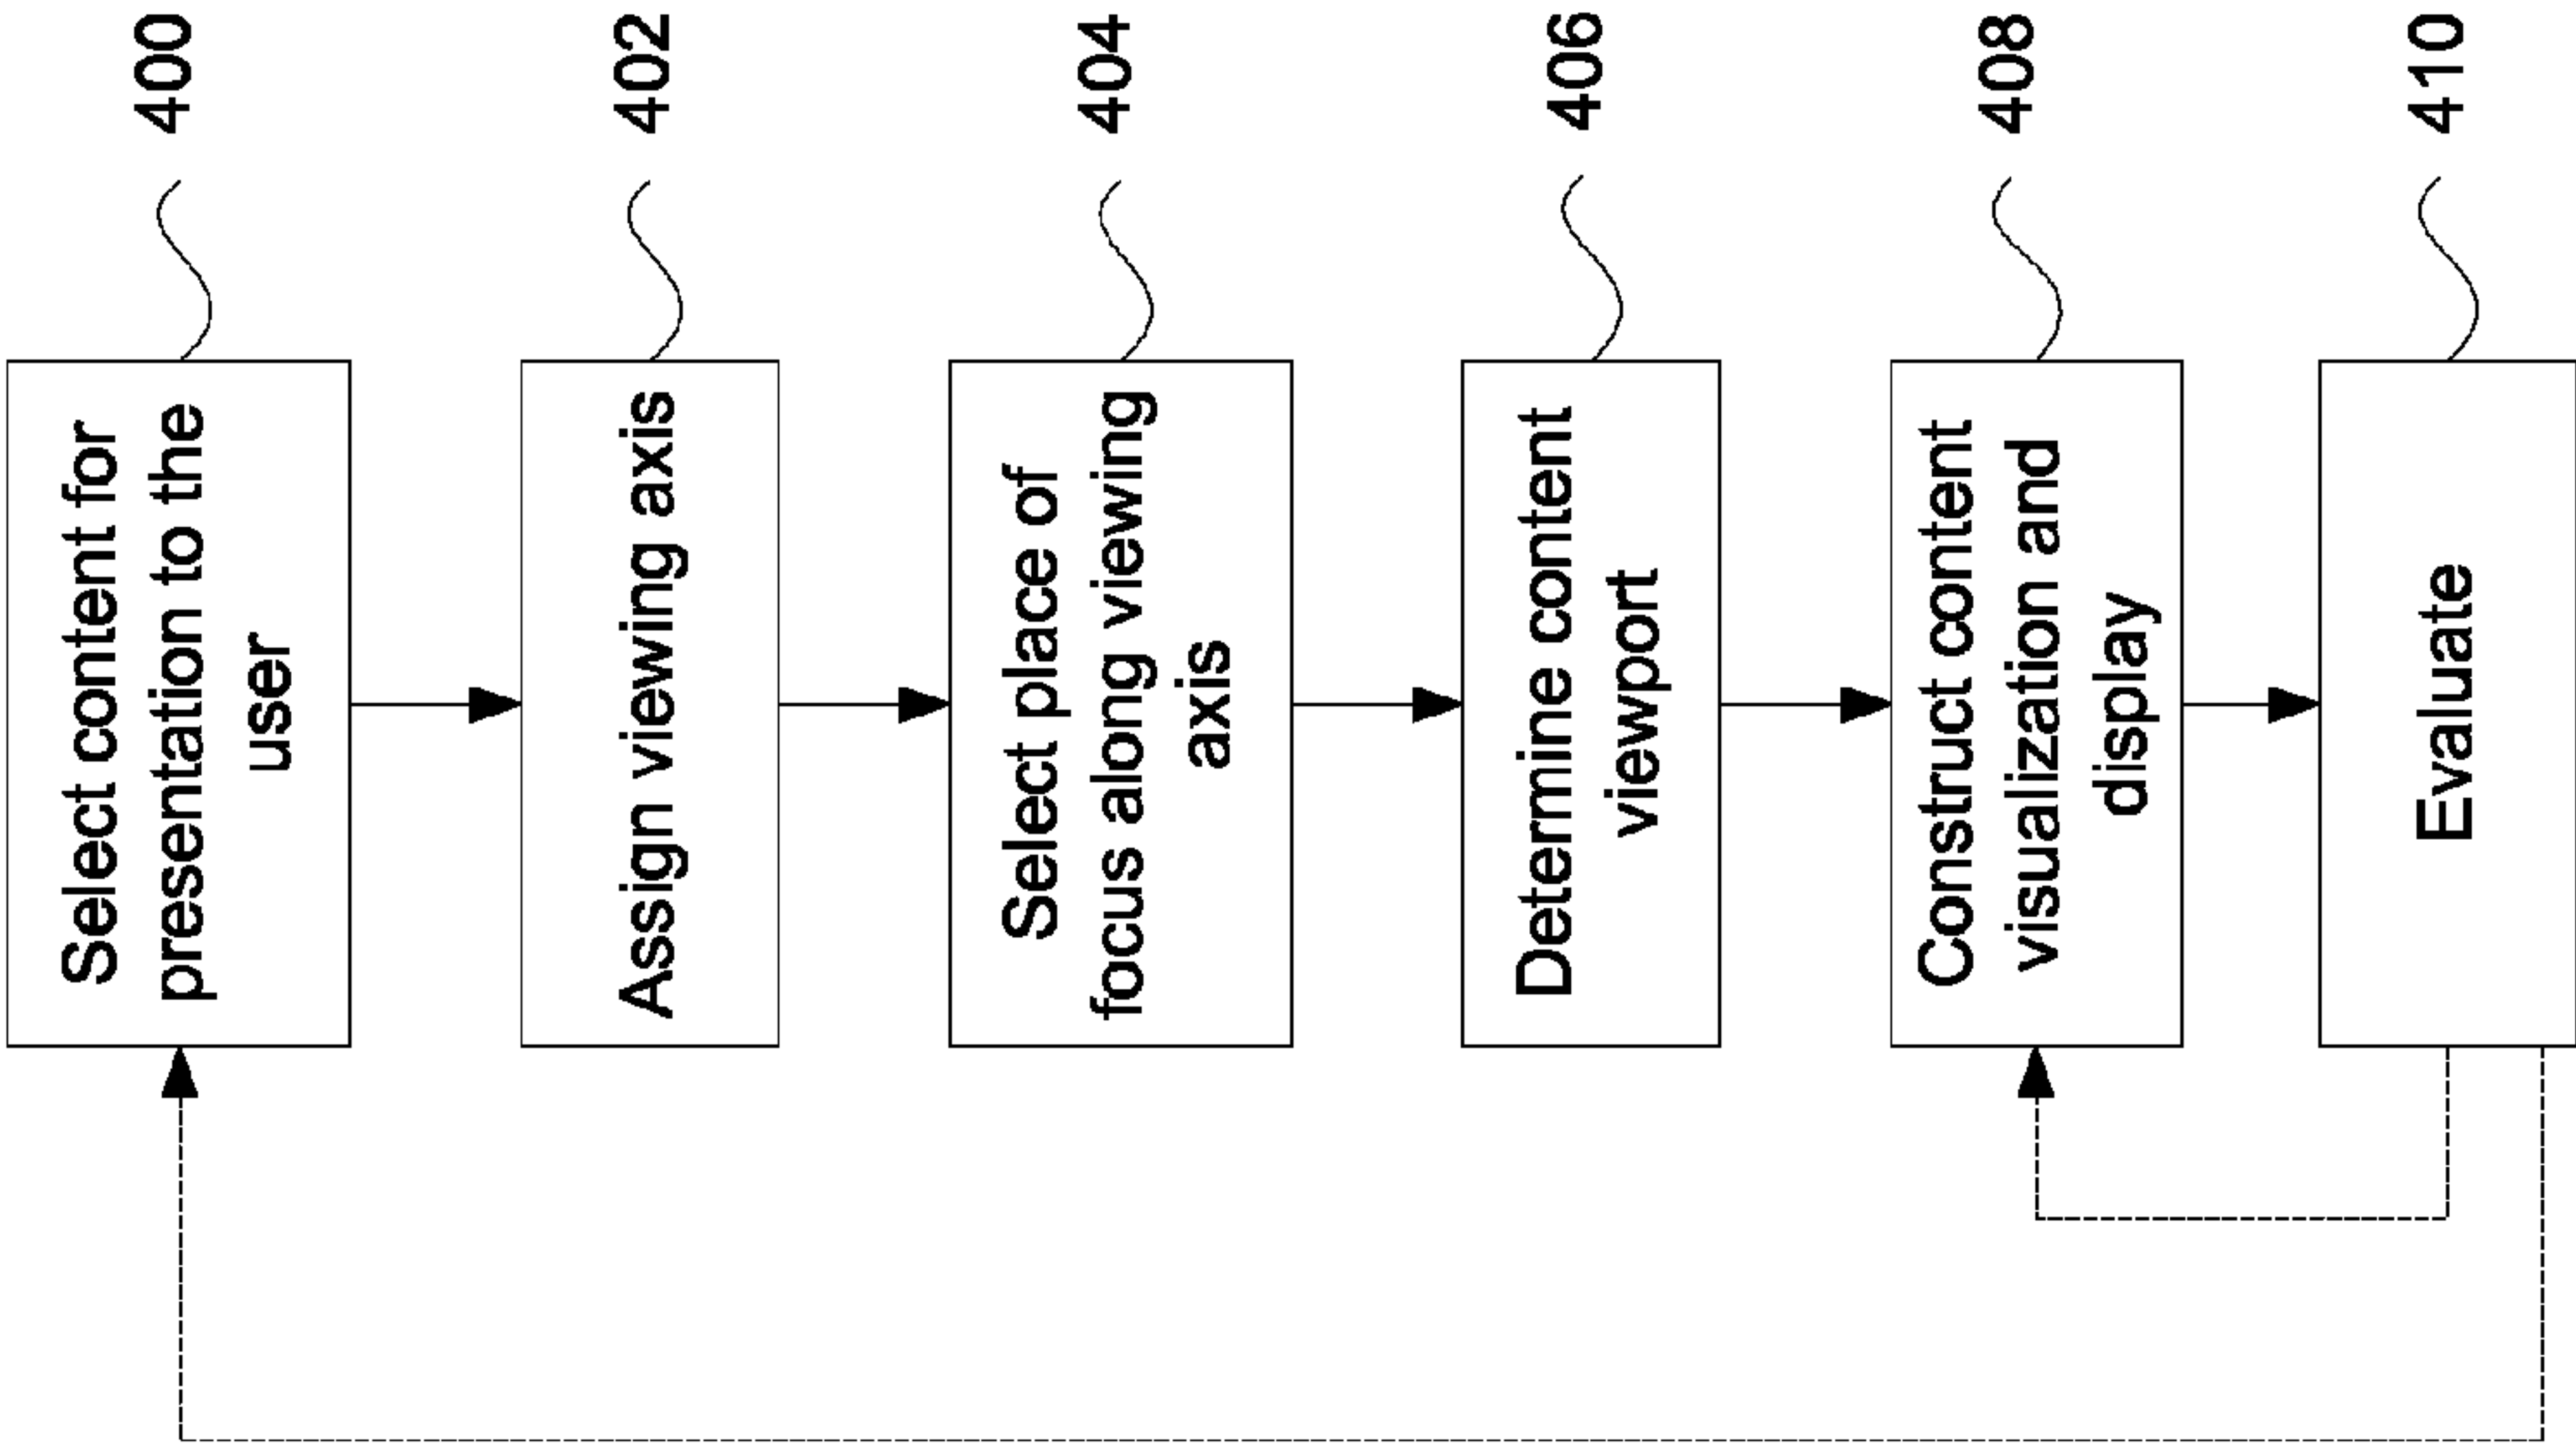 Select content for
presentation to the
user
400
Assign viewing axis
402
Select place of
focus along viewing
axis
404
Determine content
viewport
406
Construct content
visualization and
display
408
Evaluate
410